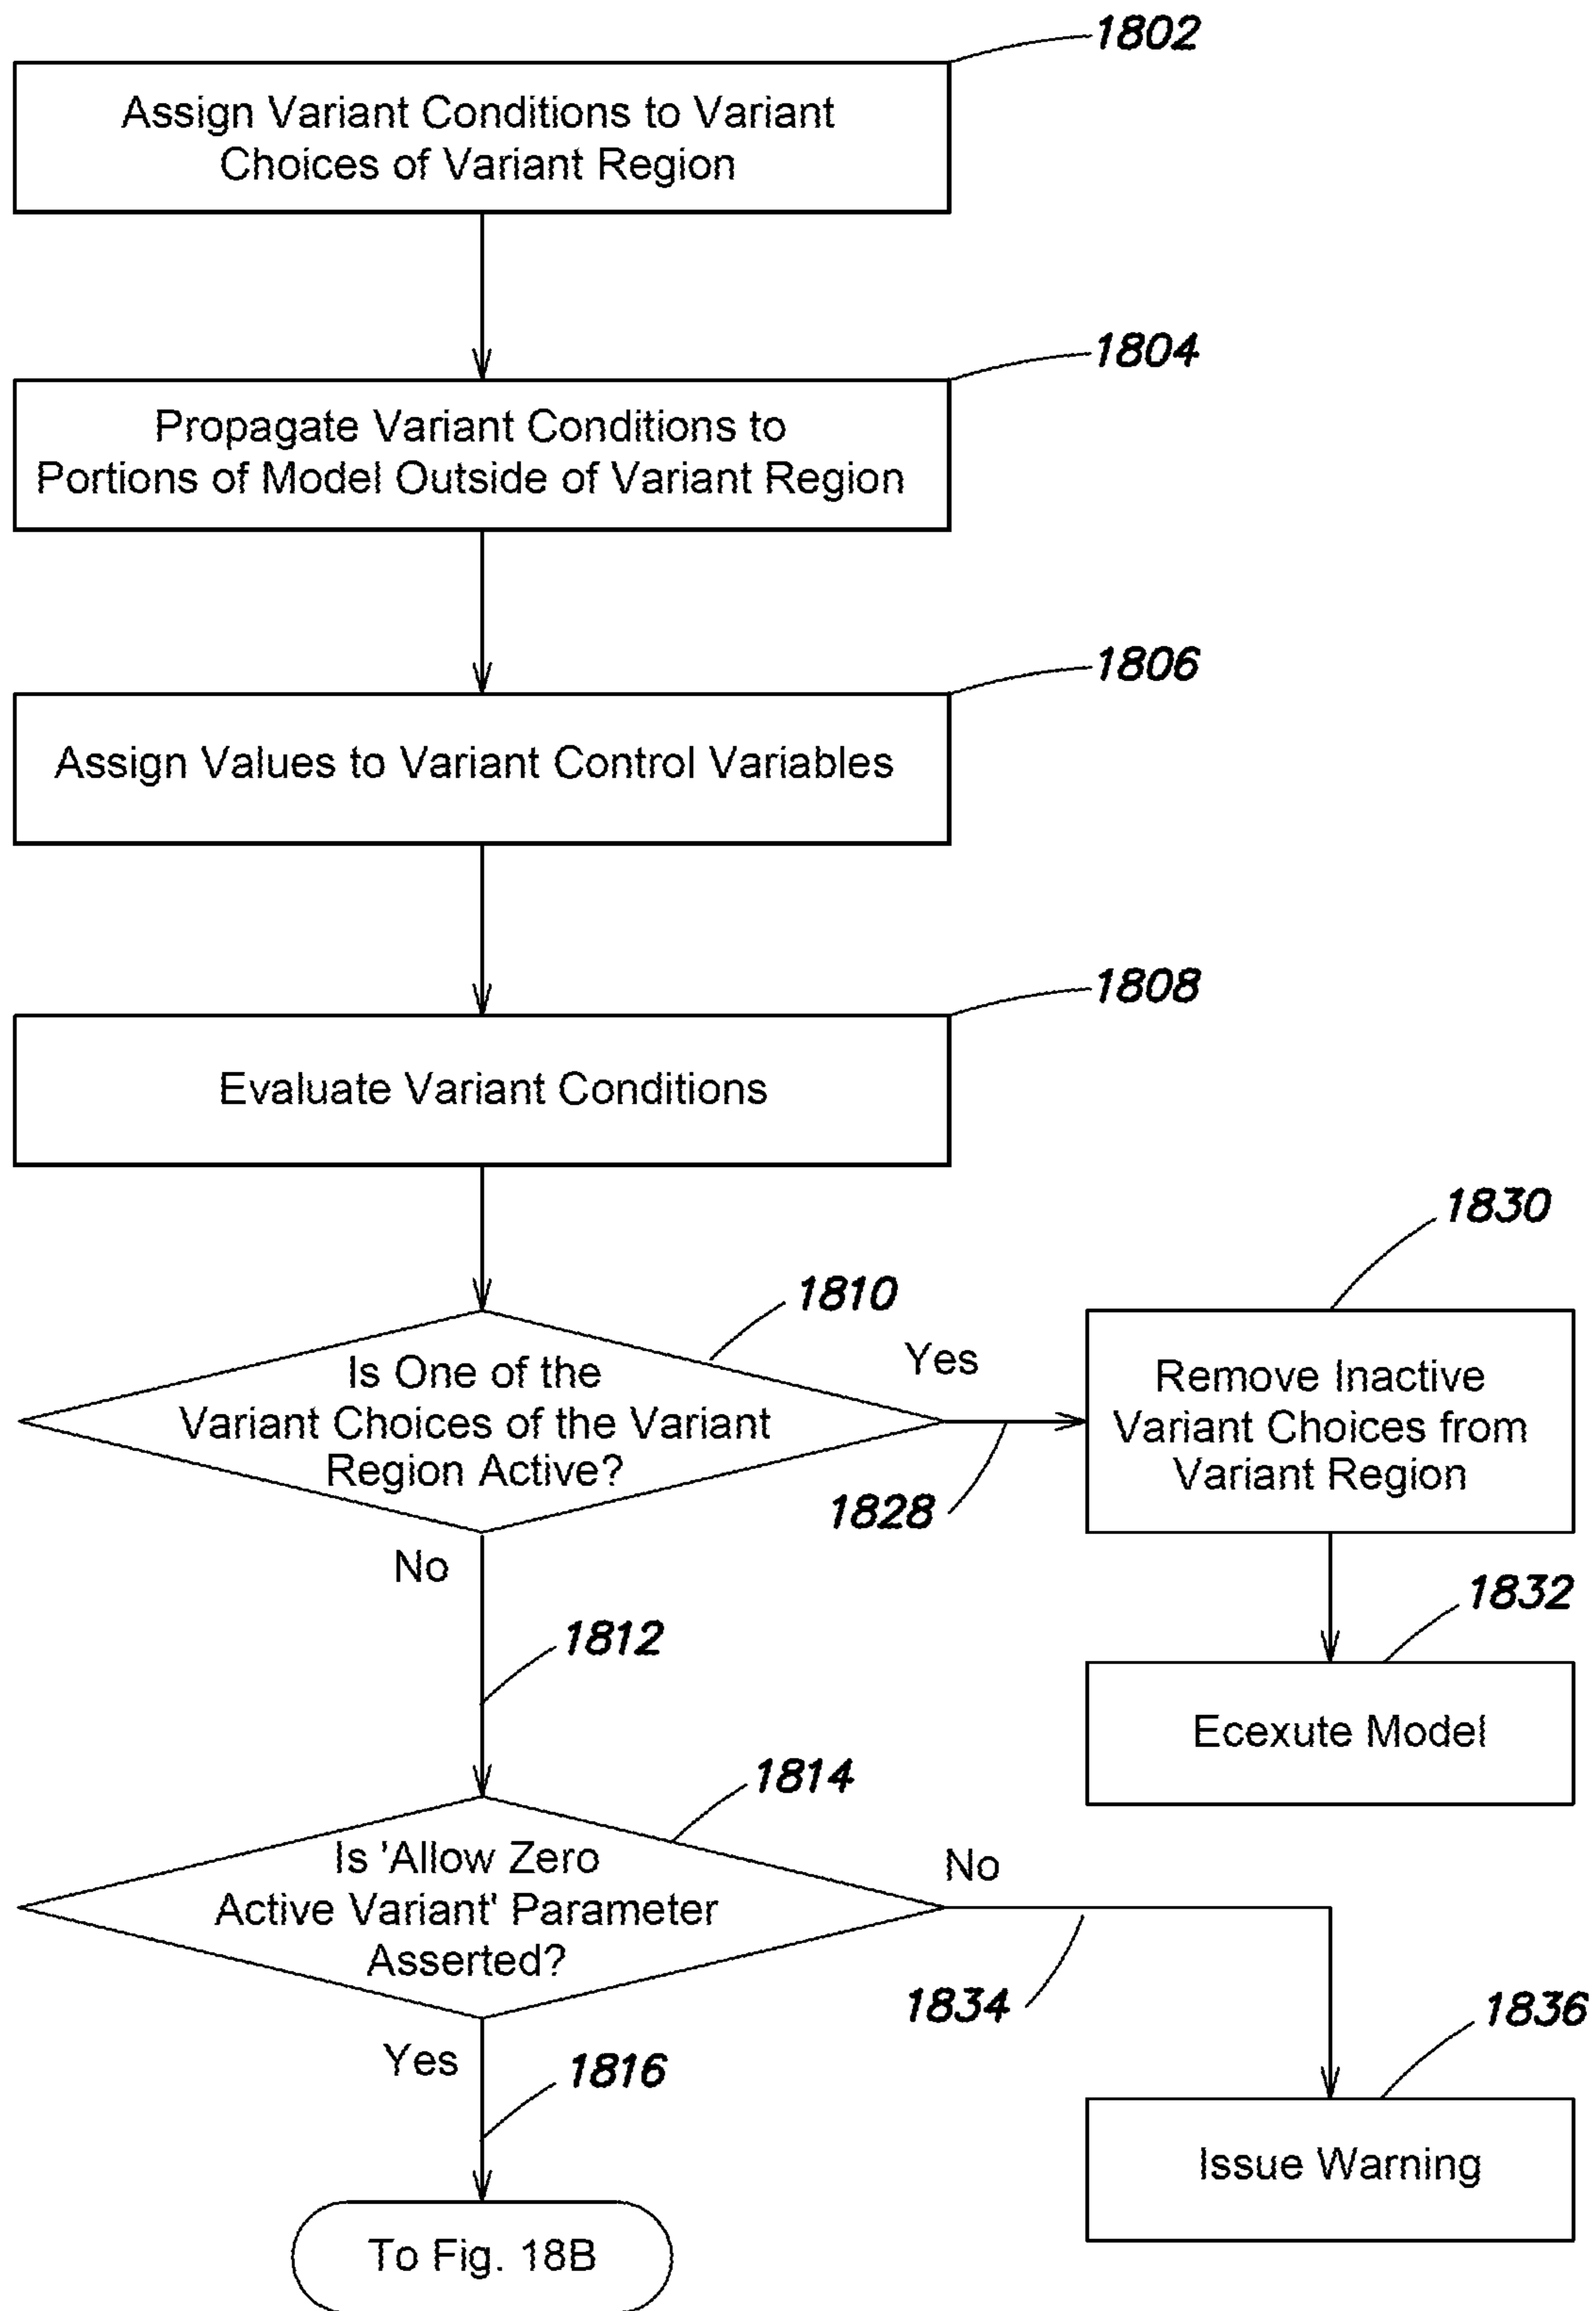 1802
Assign Variant Conditions to Variant
Choices of Variant Region
1804
Propagate Variant Conditions to
Portions of Model Outside of Variant Region
1806
Assign Values to Variant Control Variables
1808
Evaluate Variant Conditions
1810
Is One of the
Variant Choices of the Variant
Region Active?
Yes
1828
1830
Remove Inactive
Variant Choices from
Variant Region
1832
Ecexute Model
No
1812
1814
Is 'Allow Zero
Active Variant' Parameter
Asserted?
No
1834
1836
Issue Warning
Yes
1816
To Fig. 18B